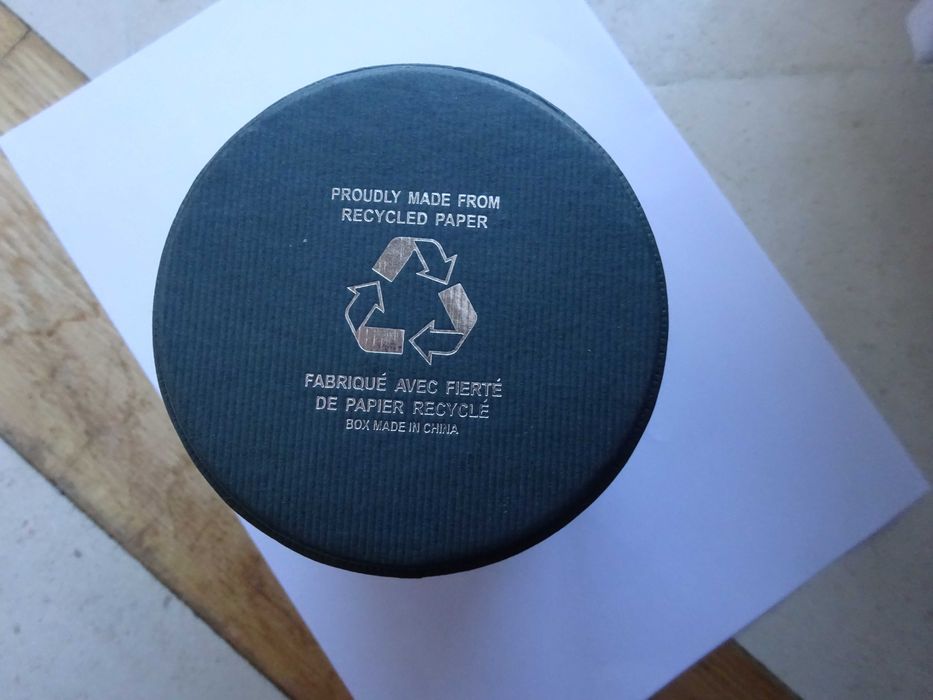 PROUDLY MADE FROM
RECYCLED PAPER
FABRIQUÉ AVEC FIERTÉ
DE PAPIER RECYCLÉ
BOX MADE IN CHINA